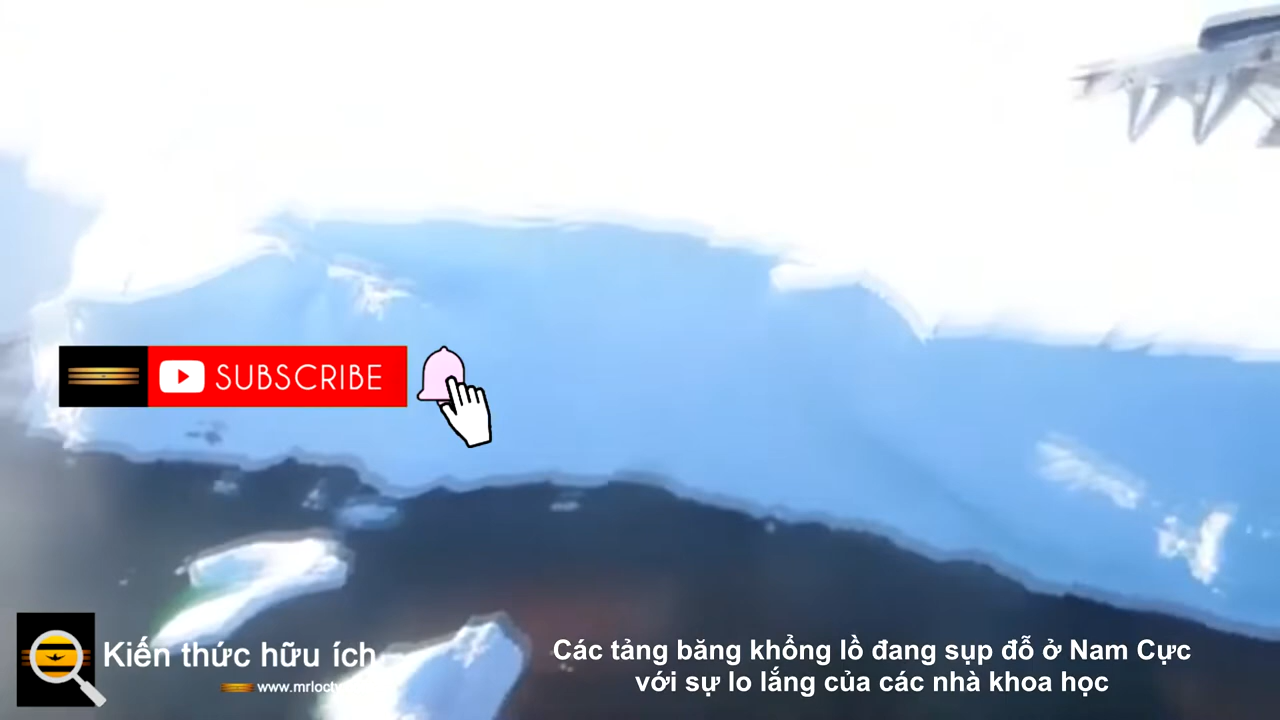 SUBSCRIBE
Kiến thức hữu ích
Các tảng băng khổng lồ đang sụp đỗ ở Nam Cực
với sự lo lắng của các nhà khoa học